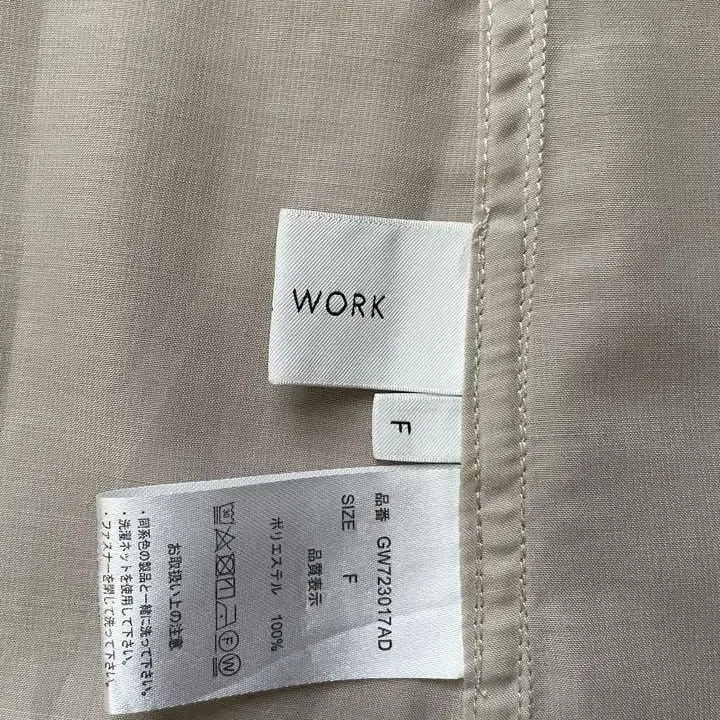 WORK
F
品番 GW723017AD
SIZE F
品質表示
ポリエステル 100%
お取扱い上の注意
・同系色の製品と一緒に洗って下さい。
・洗濯ネットを使用して下さい。
・ファスナーを閉じて洗って下さい。